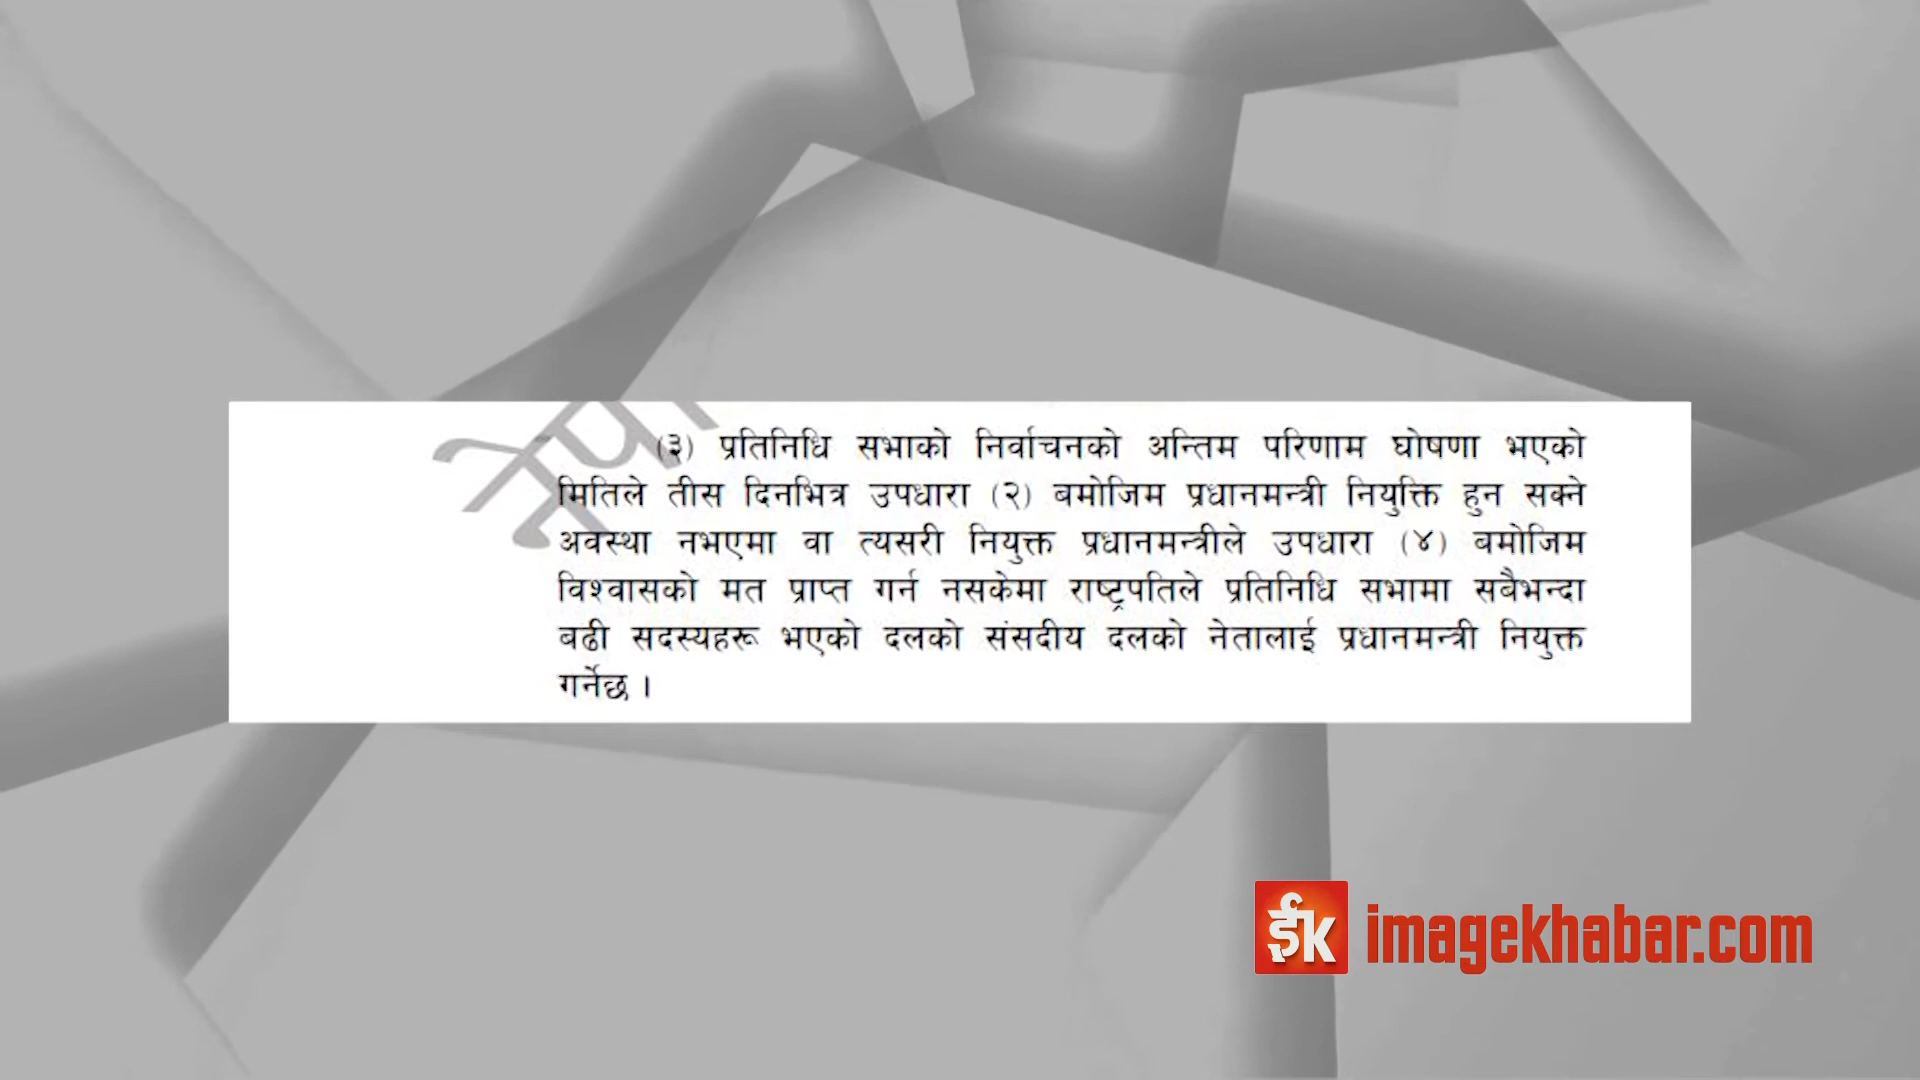 नेपा
(३) प्रतिनिधि सभाको निर्वाचनको अन्तिम परिणाम घोषणा भएको
मितिले तीस दिनभित्र उपधारा (२) बमोजिम प्रधानमन्त्री नियुक्ति हुन सक्ने
अवस्था नभएमा वा त्यसरी नियुक्त प्रधानमन्त्रीले उपधारा (४) बमोजिम
विश्वासको मत प्राप्त गर्न नसकेमा राष्ट्रपतिले प्रतिनिधि सभामा सबैभन्दा
बढी सदस्यहरू भएको दलको संसदीय दलको नेतालाई प्रधानमन्त्री नियुक्त
गर्नेछ ।
ईk imagekhabar.com